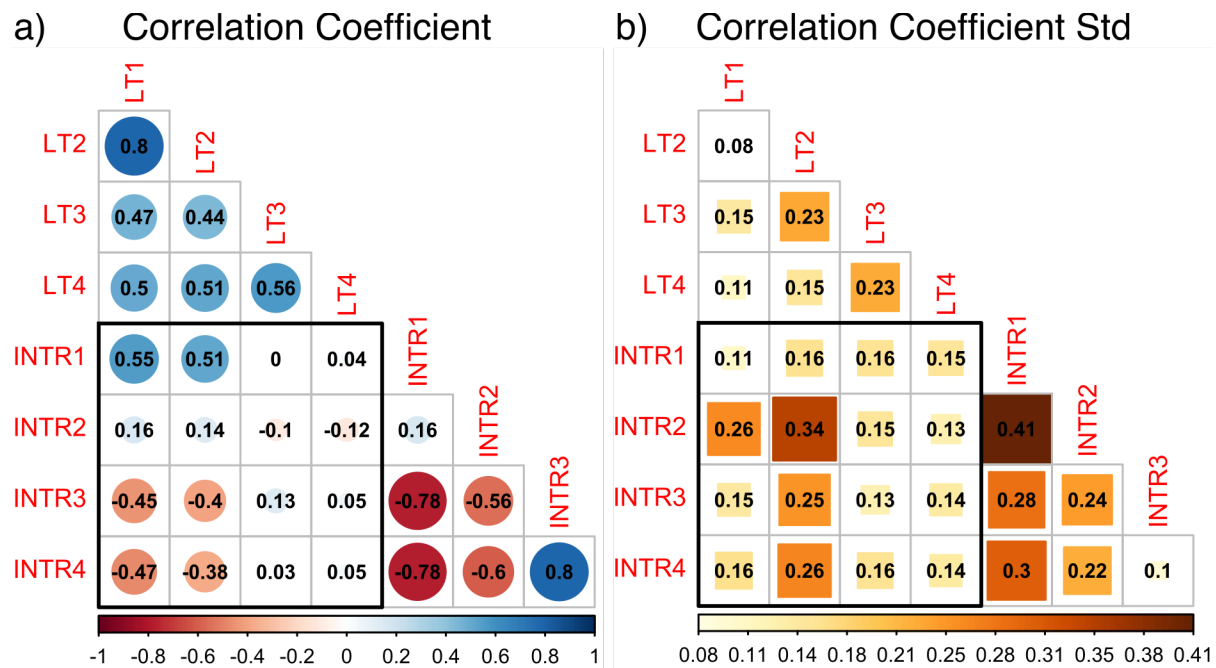 a) Correlation Coefficient
LT1
LT2 0.8
LT2
LT3 0.47 0.44
LT3
LT4 0.5 0.51 0.56
LT4
INTR1 0.55 0.51 0 0.04
INTR1
INTR2 0.16 0.14 -0.1 -0.12 0.16
INTR2
INTR3 -0.45 -0.4 0.13 0.05 -0.78 -0.56
INTR3
INTR4 -0.47 -0.38 0.03 0.05 -0.78 -0.6 0.8
-1 -0.8 -0.6 -0.4 -0.2 0 0.2 0.4 0.6 0.8 1
b) Correlation Coefficient Std
LT1
LT2 0.08
LT2
LT3 0.15 0.23
LT3
LT4 0.11 0.15 0.23
LT4
INTR1 0.11 0.16 0.16 0.15
INTR1
INTR2 0.26 0.34 0.15 0.13 0.41
INTR2
INTR3 0.15 0.25 0.13 0.14 0.28 0.24
INTR3
INTR4 0.16 0.26 0.16 0.14 0.3 0.22 0.1
0.08 0.11 0.14 0.18 0.21 0.24 0.28 0.31 0.34 0.38 0.41